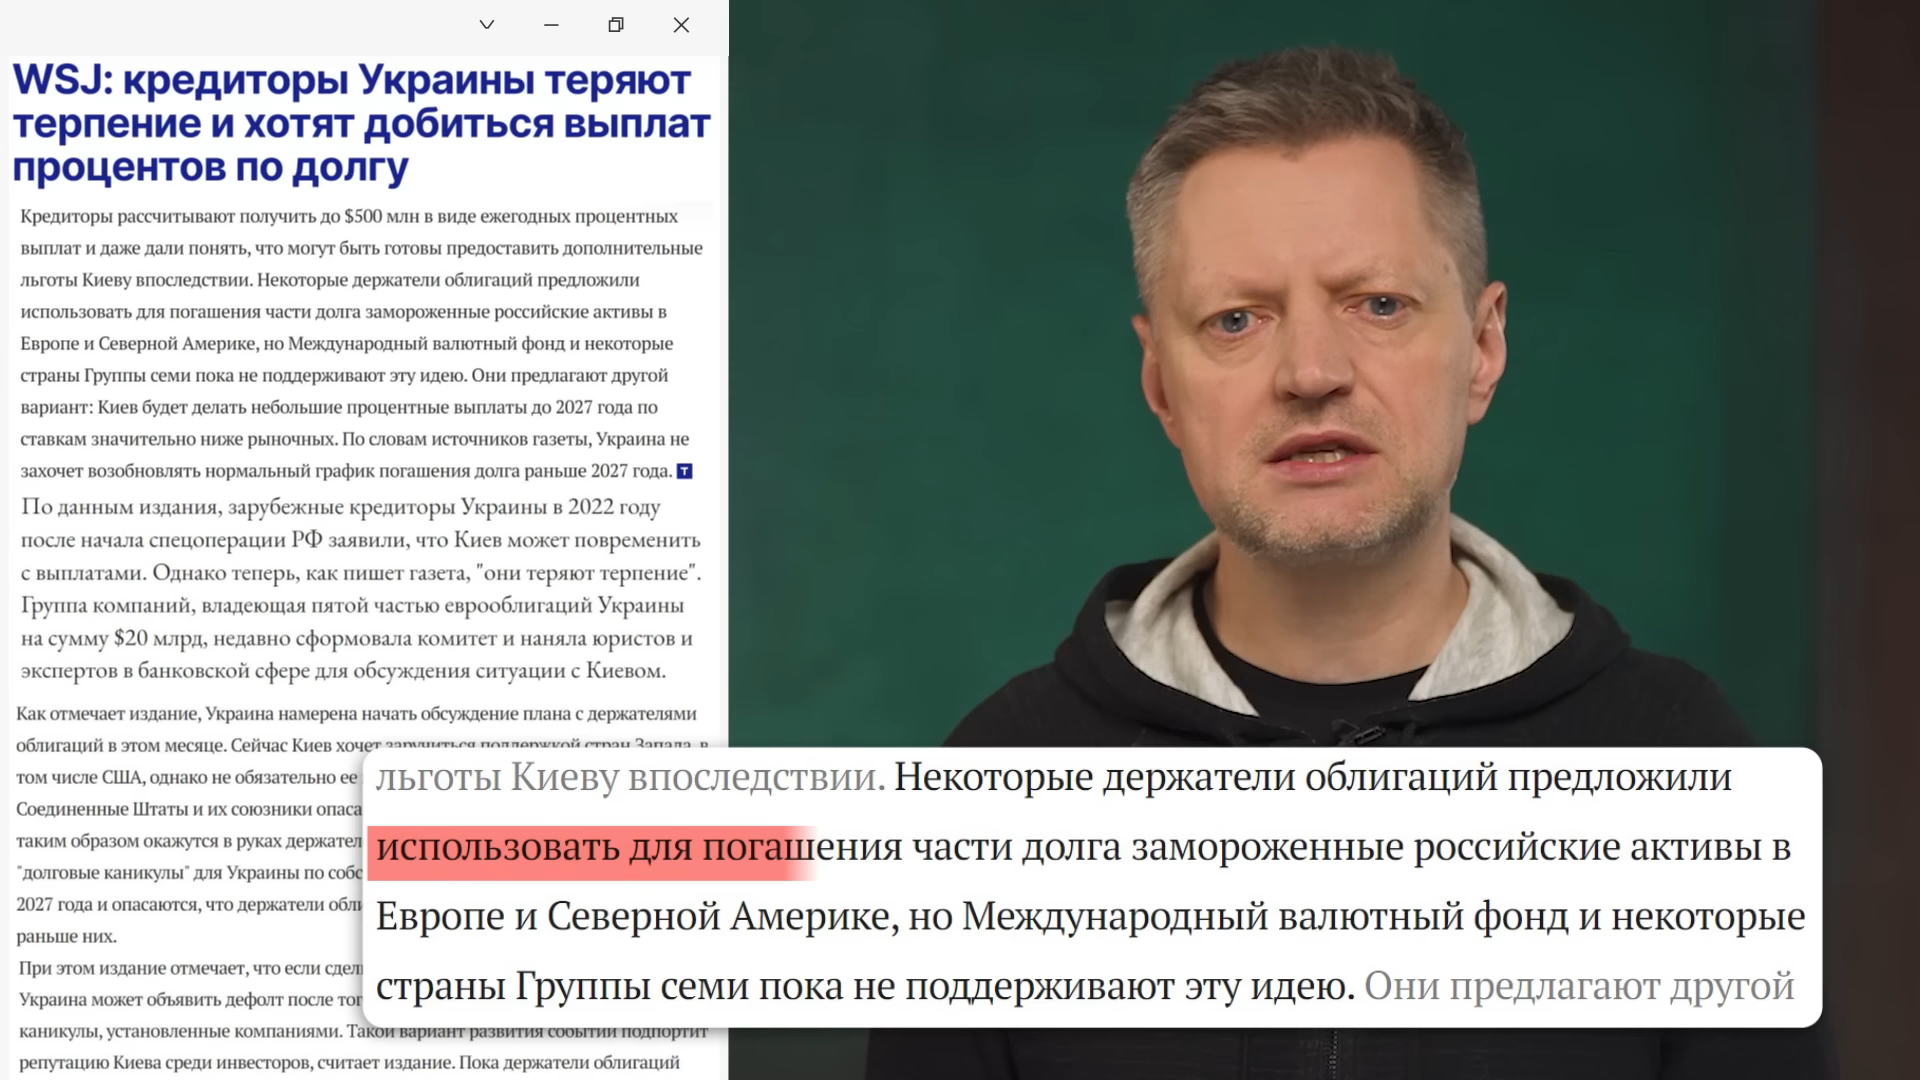 WSJ: кредиторы Украины теряют
терпение и хотят добиться выплат
процентов по долгу
Кредиторы рассчитывают получить до $500 млн в виде ежегодных процентных
выплат и даже дали понять, что могут быть готовы предоставить дополнительные
льготы Киеву впоследствии. Некоторые держатели облигаций предложили
использовать для погашения части долга замороженные российские активы в
Европе и Северной Америке, но Международный валютный фонд и некоторые
страны Группы семи пока не поддерживают эту идею. Они предлагают другой
вариант: Киев будет делать небольшие процентные выплаты до 2027 года по
ставкам значительно ниже рыночных. По словам источников газеты, Украина не
захочет возобновлять нормальный график погашения долга раньше 2027 года. T
По данным издания, зарубежные кредиторы Украины в 2022 году
после начала спецоперации РФ заявили, что Киев может повременить
с выплатами. Однако теперь, как пишет газета, "они теряют терпение".
Группа компаний, владеющая пятой частью еврооблигаций Украины
на сумму $20 млрд, недавно сформовала комитет и наняла юристов и
экспертов в банковской сфере для обсуждения ситуации с Киевом.
Как отмечает издание, Украина намерена начать обсуждение плана с держателями
облигаций в этом месяце. Сейчас Киев хочет заручиться поддержкой стран Запада, в
том числе США, однако не обязательно ее
Соединенные Штаты и их союзники опаса
таким образом окажутся в руках держател
"долговые каникулы" для Украины по собс
2027 года и опасаются, что держатели обли
раньше них.
При этом издание отмечает, что если сдел
Украина может объявить дефолт после тог
каникулы, установленные компаниями. Такой вариант развития событий подпортит
репутацию Киева среди инвесторов, считает издание. Пока держатели облигаций
льготы Киеву впоследствии. Некоторые держатели облигаций предложили
использовать для погашения части долга замороженные российские активы в
Европе и Северной Америке, но Международный валютный фонд и некоторые
страны Группы семи пока не поддерживают эту идею. Они предлагают другой